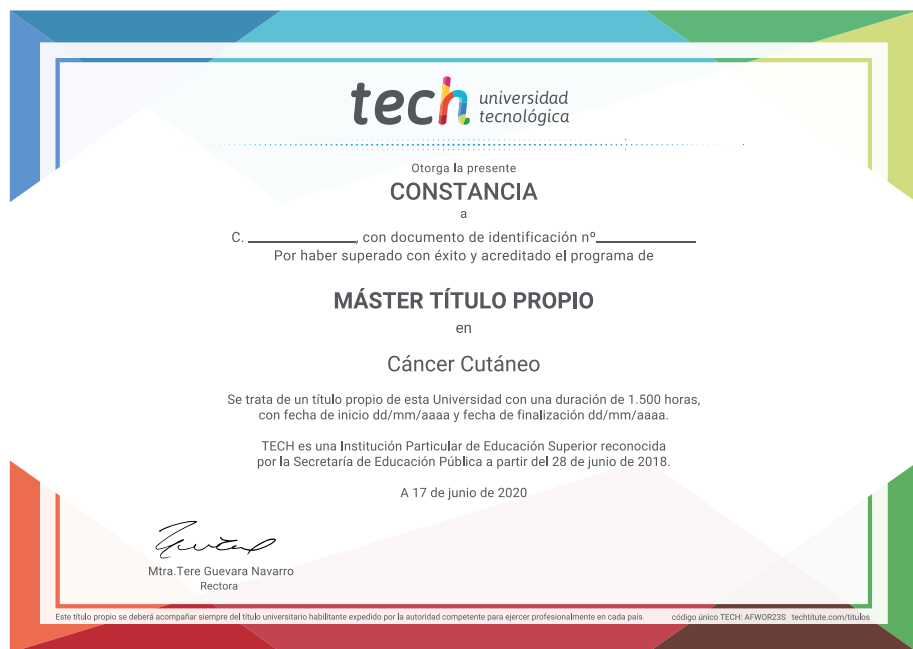 tech universidad
tecnológica
Otorga la presente
CONSTANCIA
a
C. ____________, con documento de identificación nº____________
Por haber superado con éxito y acreditado el programa de
MÁSTER TÍTULO PROPIO
en
Cáncer Cutáneo
Se trata de un título propio de esta Universidad con una duración de 1.500 horas,
con fecha de inicio dd/mm/aaaa y fecha de finalización dd/mm/aaaa.
TECH es una Institución Particular de Educación Superior reconocida
por la Secretaría de Educación Pública a partir del 28 de junio de 2018.
A 17 de junio de 2020
Mtra.Tere Guevara Navarro
Rectora
Este título propio se deberá acompañar siempre del título universitario habilitante expedido por la autoridad competente para ejercer profesionalmente en cada país. código único TECH: AFWOR23S techtitute.com/titulos